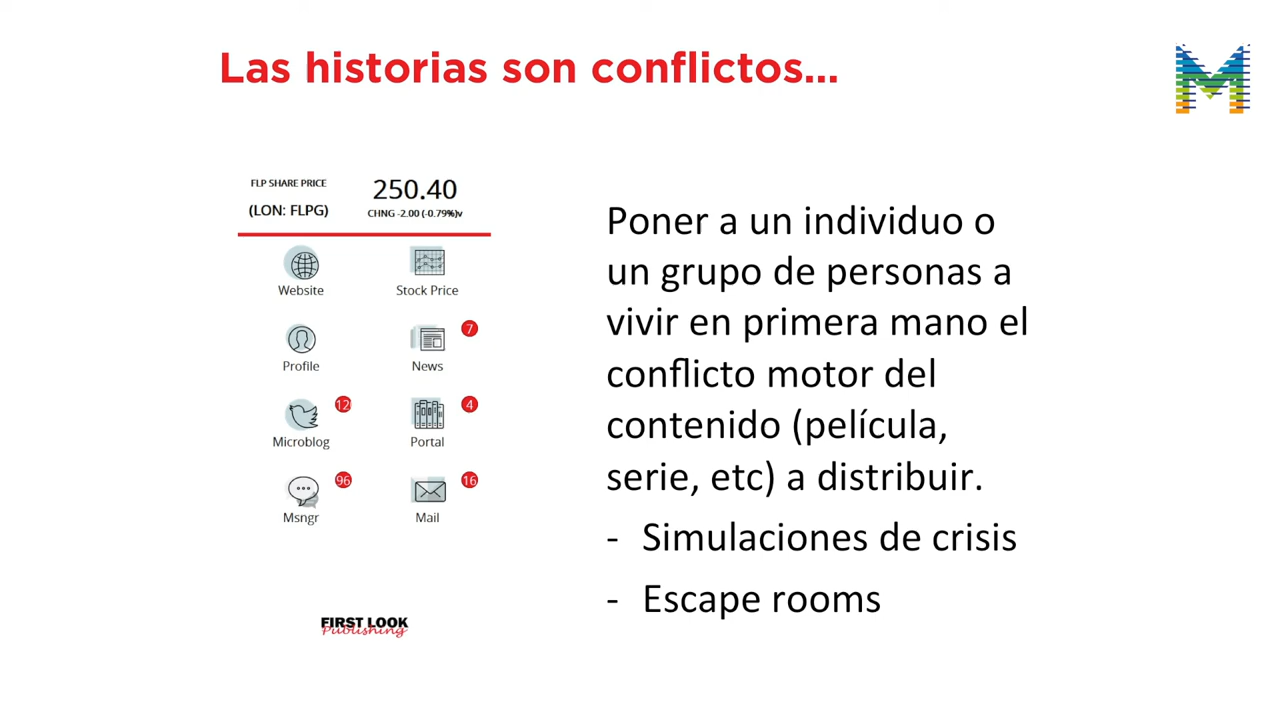 Las historias son conflictos...
FLP SHARE PRICE
(LON: FLPG)
250.40
CHNG -2.00 (-0.79%)v
Website
Stock Price
Profile
7
News
12
Microblog
4
Portal
96
Msngr
16
Mail
FIRST LOOK
Publishing
Poner a un individuo o
un grupo de personas a
vivir en primera mano el
conflicto motor del
contenido (película,
serie, etc) a distribuir.
- Simulaciones de crisis
- Escape rooms
M